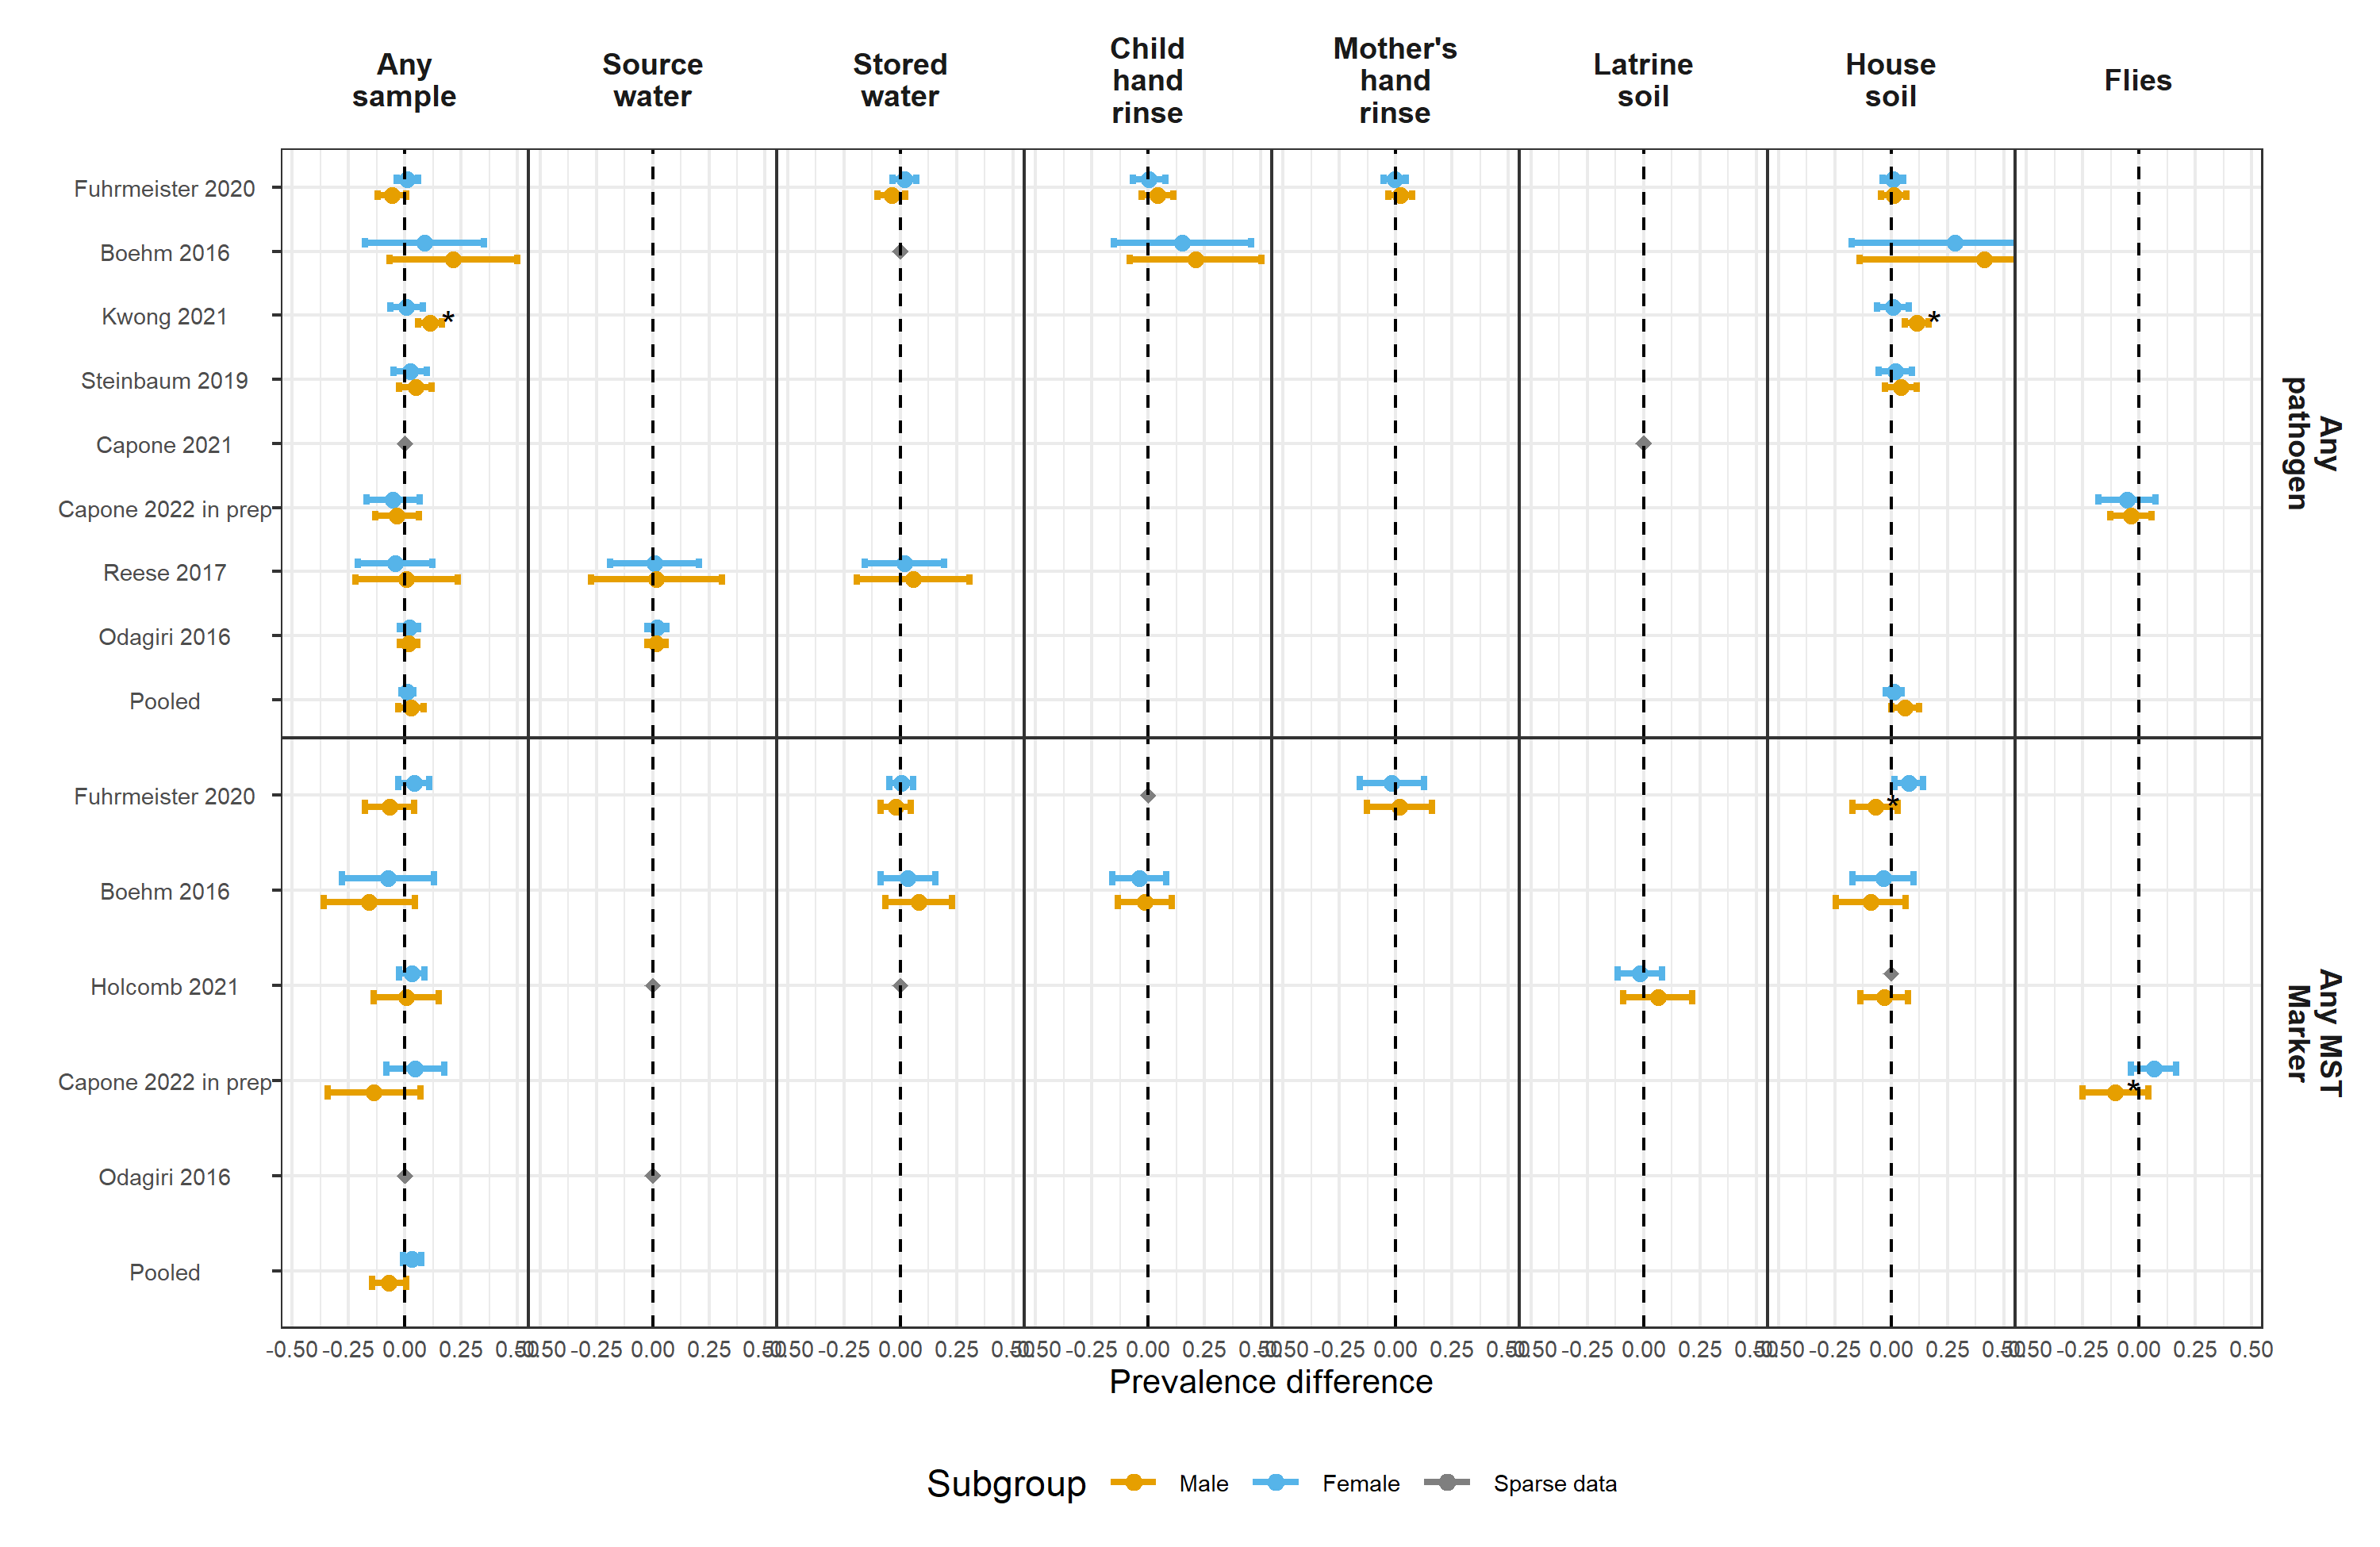 Any
sample
Source
water
Stored
water
Child
hand
rinse
Mother's
hand
rinse
Latrine
soil
House
soil
Flies
Fuhrmeister 2020
Boehm 2016
Kwong 2021
*
*
Steinbaum 2019
Capone 2021
Capone 2022 in prep
Reese 2017
Odagiri 2016
Pooled
Any
pathogen
Fuhrmeister 2020
*
Boehm 2016
Holcomb 2021
Capone 2022 in prep
*
Odagiri 2016
Pooled
Any MST
Marker
-0.50 -0.25 0.00 0.25 0.50 -0.50 -0.25 0.00 0.25 0.50 -0.50 -0.25 0.00 0.25 0.50 -0.50 -0.25 0.00 0.25 0.50 -0.50 -0.25 0.00 0.25 0.50 -0.50 -0.25 0.00 0.25 0.50 -0.50 -0.25 0.00 0.25 0.50 -0.50 -0.25 0.00 0.25 0.50
Prevalence difference
Subgroup Male Female Sparse data